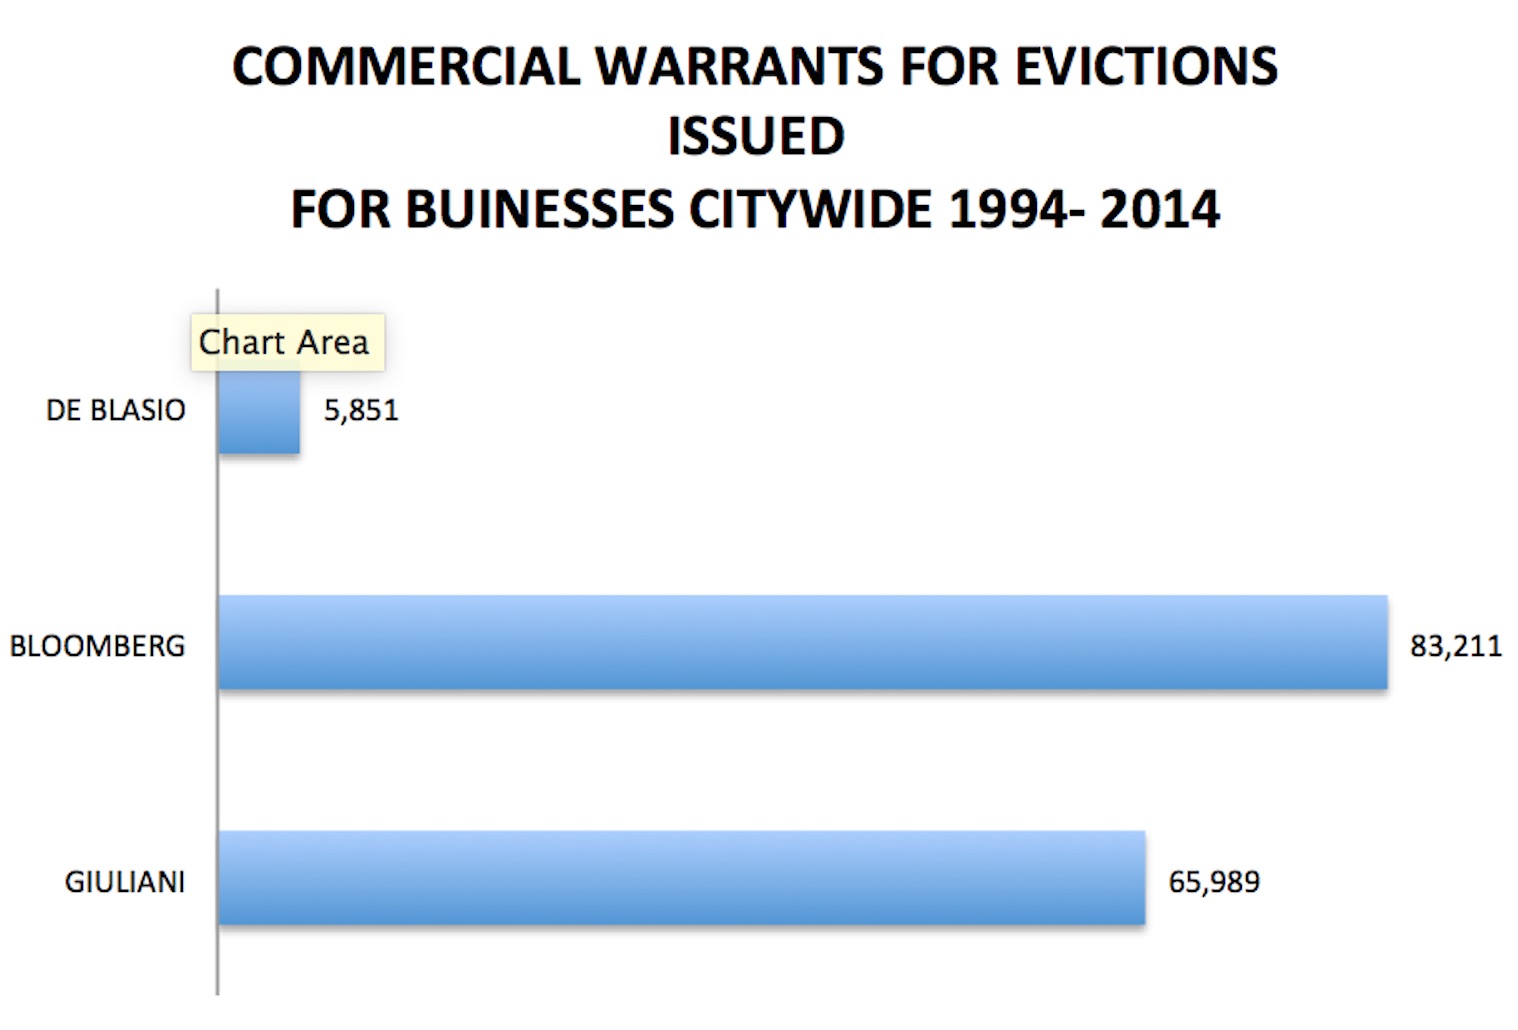 COMMERCIAL WARRANTS FOR EVICTIONS
ISSUED
FOR BUINESSES CITYWIDE 1994- 2014
Chart Area
DE BLASIO 5,851
BLOOMBERG 83,211
GIULIANI 65,989